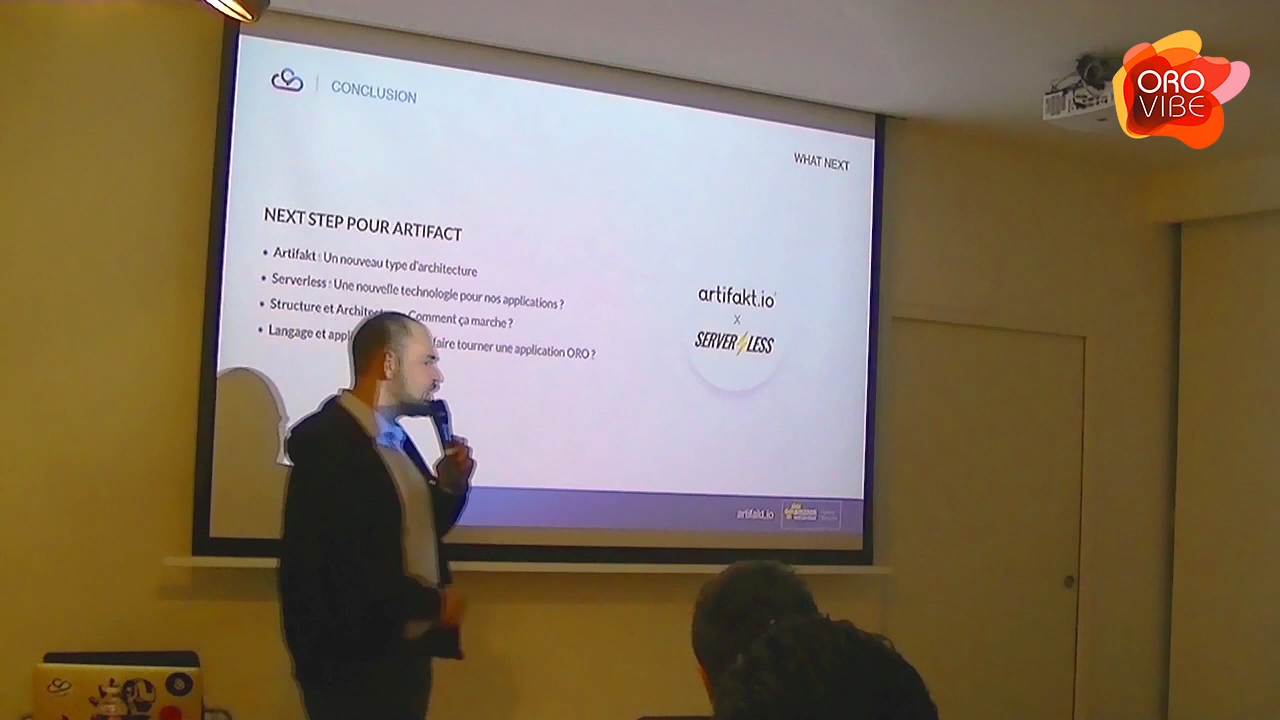 ORO
VIBE
CONCLUSION
WHAT NEXT
NEXT STEP POUR ARTIFACT
• Artifakt : Un nouveau type d'architecture
• Serverless : Une nouvelle technologie pour nos applications ?
• Structure et Comment ça marche ?
• Langage et faire tourner une application ORO ?
artifakt.io
X
SERVERLESS
artifakt.io